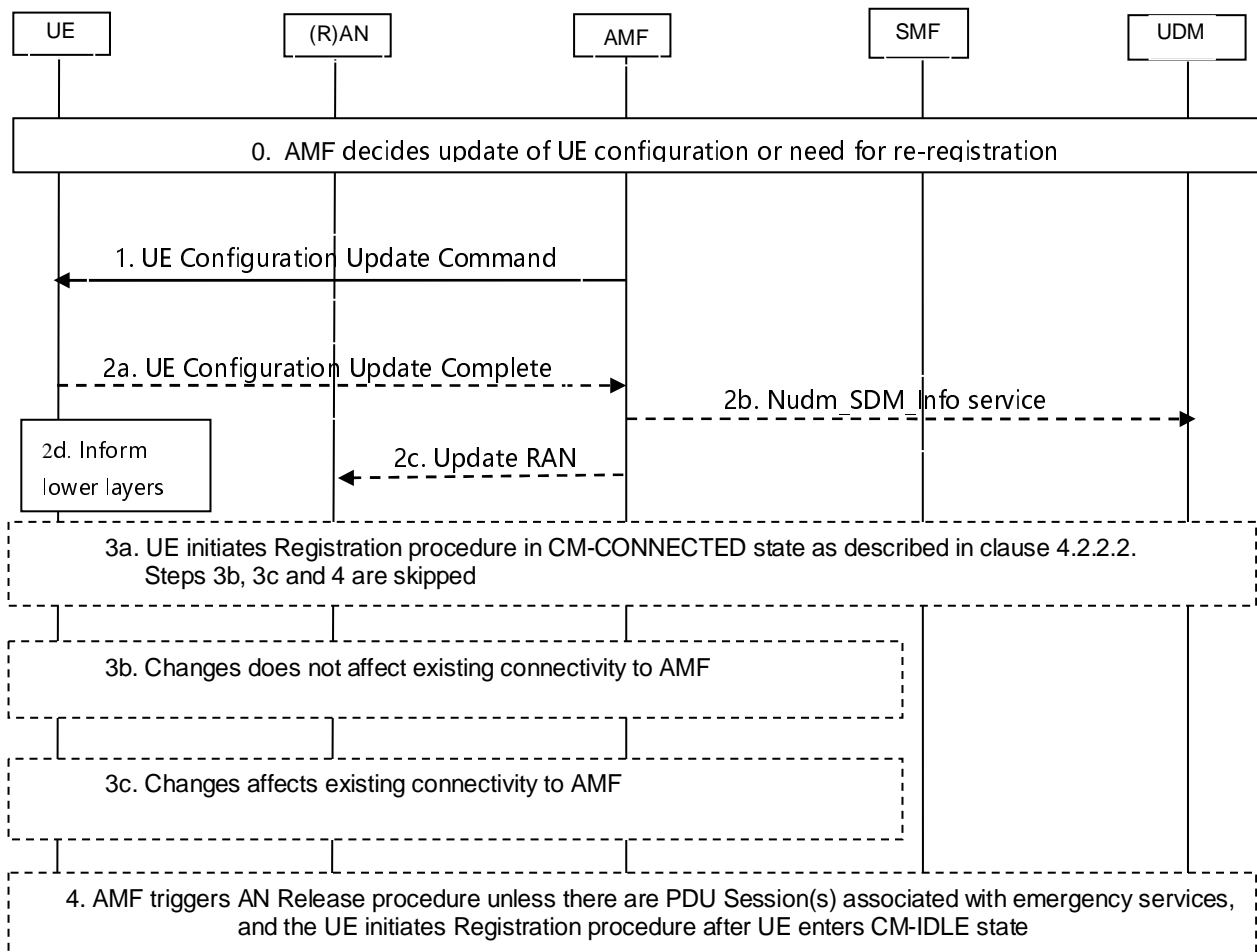 UE
(R)AN
AMF
SMF
UDM
0. AMF decides update of UE configuration or need for re-registration
1. UE Configuration Update Command
2a. UE Configuration Update Complete
2b. Nudm_SDM_Info service
2c. Update RAN
2d. Inform
lower layers
3a. UE initiates Registration procedure in CM-CONNECTED state as described in clause 4.2.2.2.
Steps 3b, 3c and 4 are skipped
3b. Changes does not affect existing connectivity to AMF
3c. Changes affects existing connectivity to AMF
4. AMF triggers AN Release procedure unless there are PDU Session(s) associated with emergency services,
and the UE initiates Registration procedure after UE enters CM-IDLE state